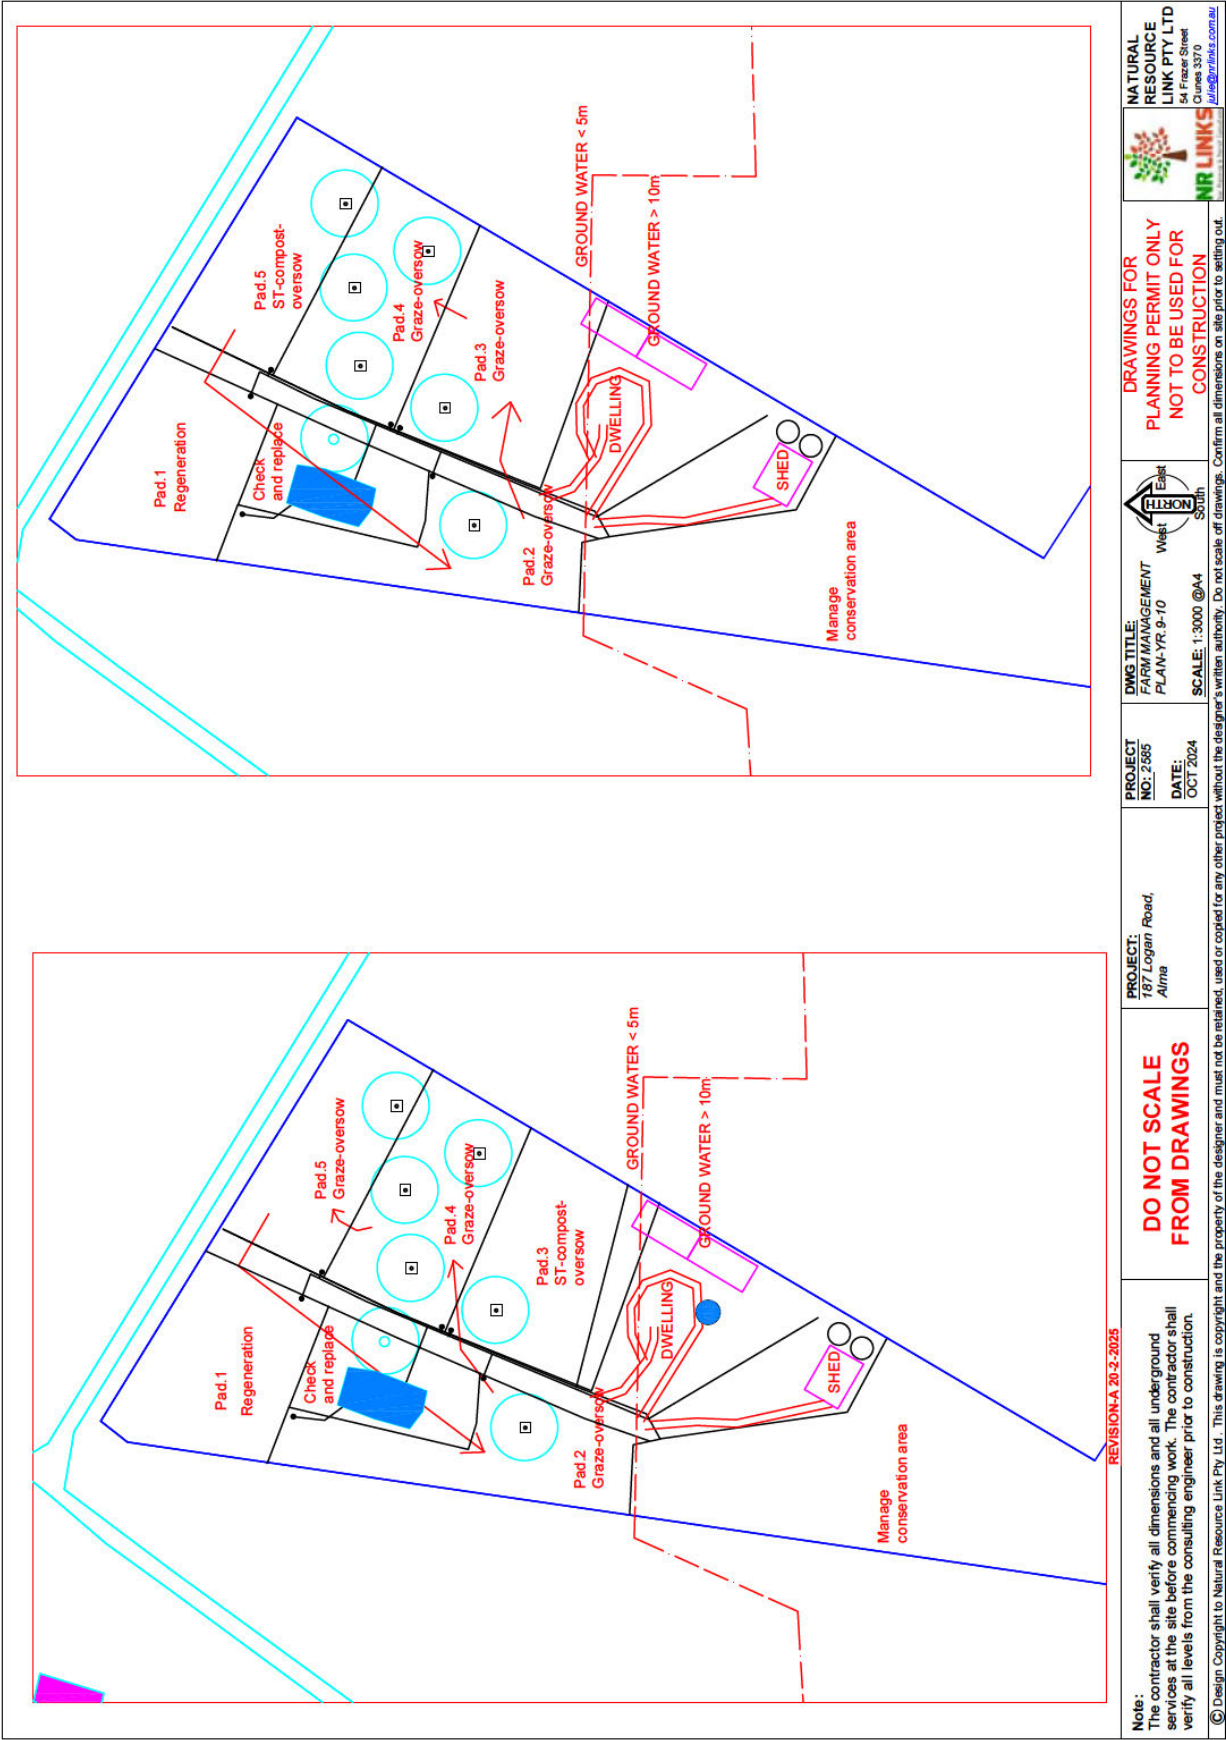 Pad.1
Regeneration
Check
and replace
Pad.5
Graze-oversow
Pad.4
Graze-oversow
Pad.3
ST-compost-
oversow
Pad.2
Graze-oversow
GROUND WATER < 5m
GROUND WATER > 10m
DWELLING
SHED
Manage
conservation area
REVISION-A 20-2-2025
Pad.1
Regeneration
Check
and replace
Pad.5
ST-compost-
oversow
Pad.4
Graze-oversow
Pad.3
Graze-oversow
Pad.2
Graze-oversow
GROUND WATER < 5m
GROUND WATER > 10m
DWELLING
SHED
Manage
conservation area
Note:
The contractor shall verify all dimensions and all underground
services at the site before commencing work. The contractor shall
verify all levels from the consulting engineer prior to construction.
DO NOT SCALE
FROM DRAWINGS
PROJECT:
187 Logan Road,
Alma
PROJECT
NO: 2585
DATE:
OCT 2024
DWG TITLE:
FARM MANAGEMENT
PLAN-YR.9-10
SCALE: 1:3000 @A4
NORTH
West
East
South
DRAWINGS FOR
PLANNING PERMIT ONLY
NOT TO BE USED FOR
CONSTRUCTION
NR LINKS
NATURAL
RESOURCE
LINK PTY LTD
54 Frazer Street
Clunes 3370
julie@nrlinks.com.au
© Design Copyright to Natural Resource Link Pty Ltd . This drawing is copyright and the property of the designer and must not be retained, used or copied for any other project without the designer's written authority. Do not scale off drawings. Confirm all dimensions on site prior to setting out.